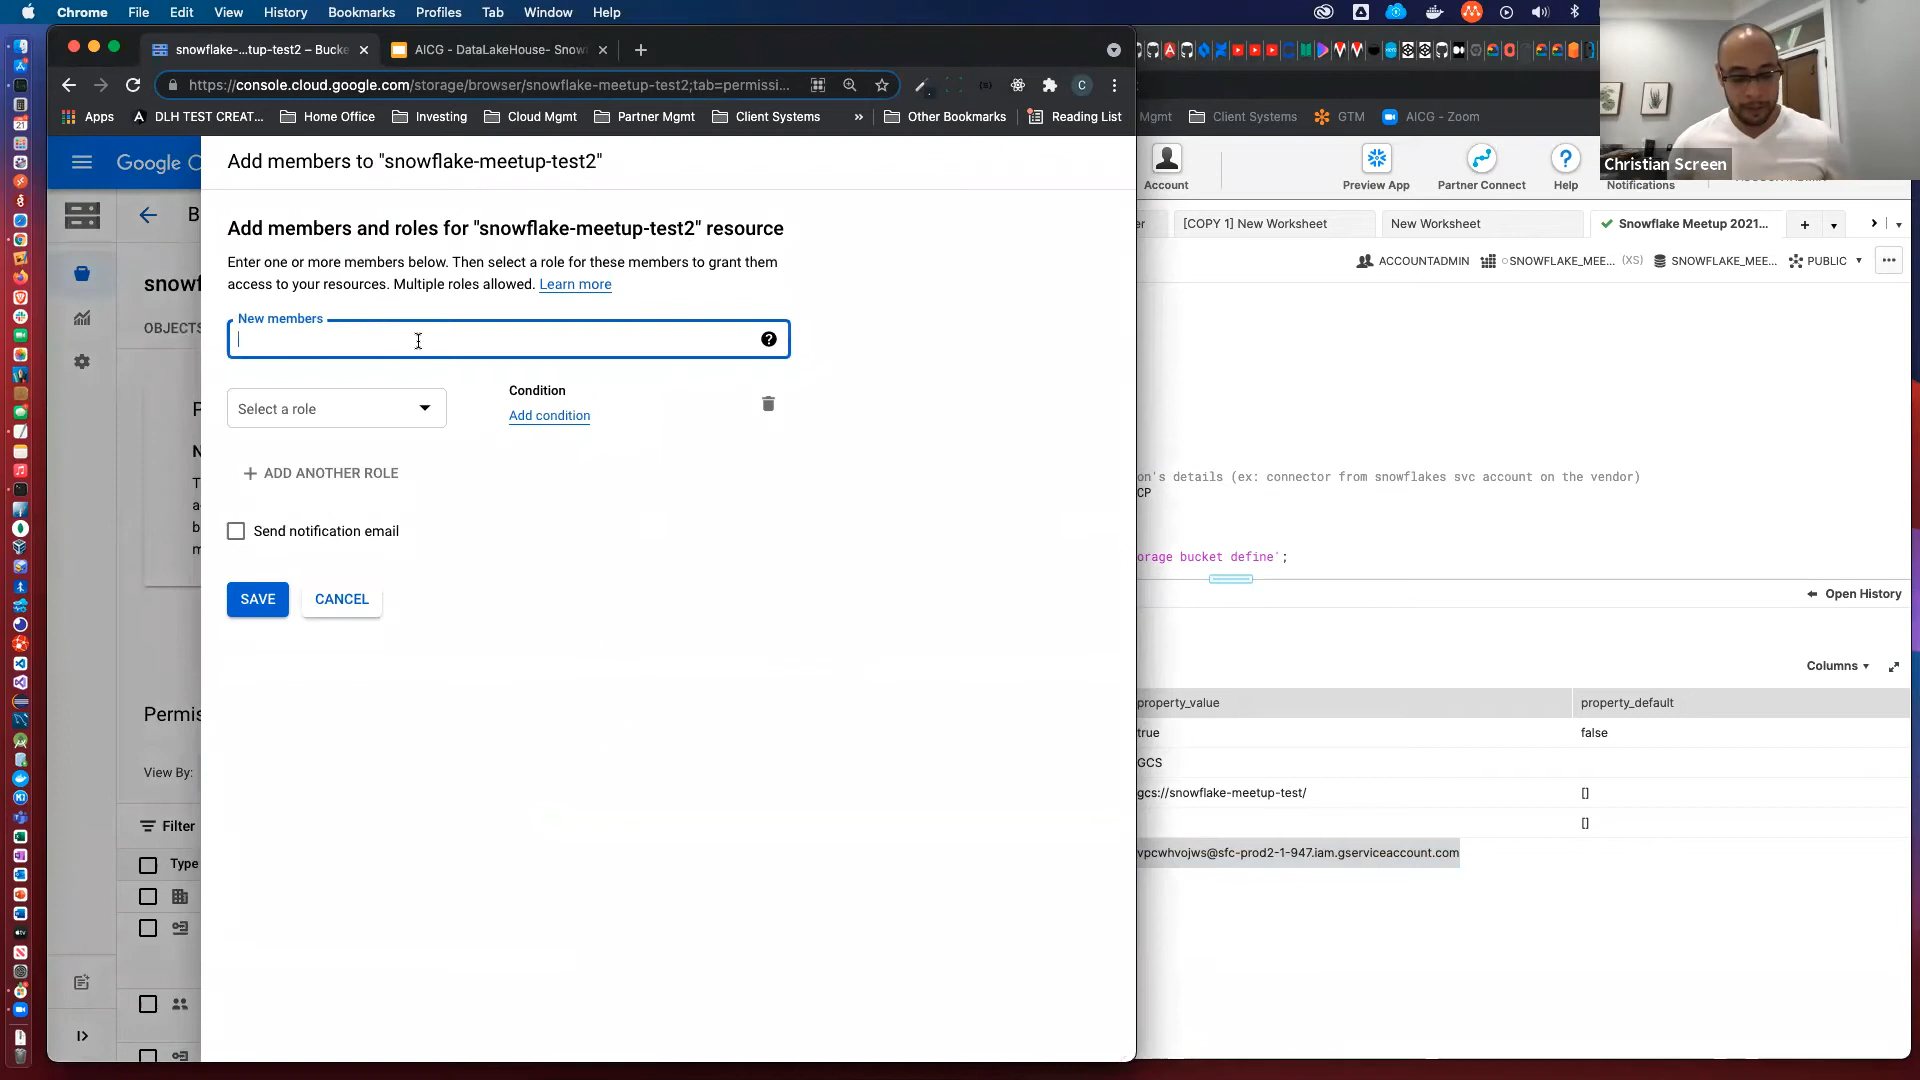 Chrome File Edit View History Bookmarks Profiles Tab Window Help
snowflake-...tup-test2 – Bucke
AICG - DataLakeHouse- Snow
https://console.cloud.google.com/storage/browser/snowflake-meetup-test2;tab=permissi...
C
Apps DLH TEST CREAT... Home Office Investing Cloud Mgmt Partner Mgmt Client Systems » Other Bookmarks Reading List
Mgmt Client Systems GTM AICG - Zoom
Christian Screen
Account Preview App Partner Connect Help Notifications
Google C
Add members to "snowflake-meetup-test2"
Add members and roles for "snowflake-meetup-test2" resource
Enter one or more members below. Then select a role for these members to grant them
access to your resources. Multiple roles allowed. Learn more
New members
Select a role
Condition
Add condition
+ ADD ANOTHER ROLE
Send notification email
SAVE CANCEL
B
snowf
OBJECTS
Permis
View By:
Filter
Type
er [COPY 1] New Worksheet New Worksheet Snowflake Meetup 2021...
ACCOUNTADMIN SNOWFLAKE_MEE... (XS) SNOWFLAKE_MEE... PUBLIC
on's details (ex: connector from snowflakes svc account on the vendor)
CP
orage bucket define`;
Open History
Columns
property_value property_default
true false
GCS
gcs://snowflake-meetup-test/ []
[]
vpcwhvojws@sfc-prod2-1-947.iam.gserviceaccount.com